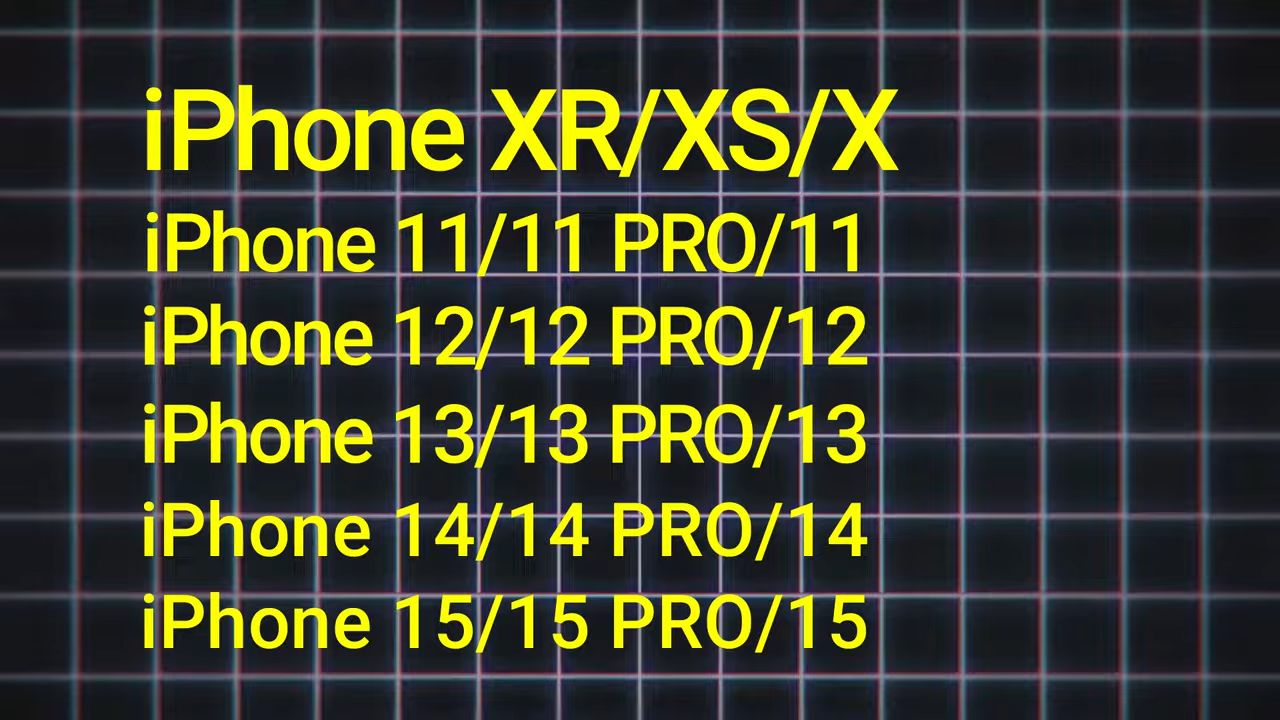 iPhone XR/XS/X
iPhone 11/11 PRO/11
iPhone 12/12 PRO/12
iPhone 13/13 PRO/13
iPhone 14/14 PRO/14
iPhone 15/15 PRO/15